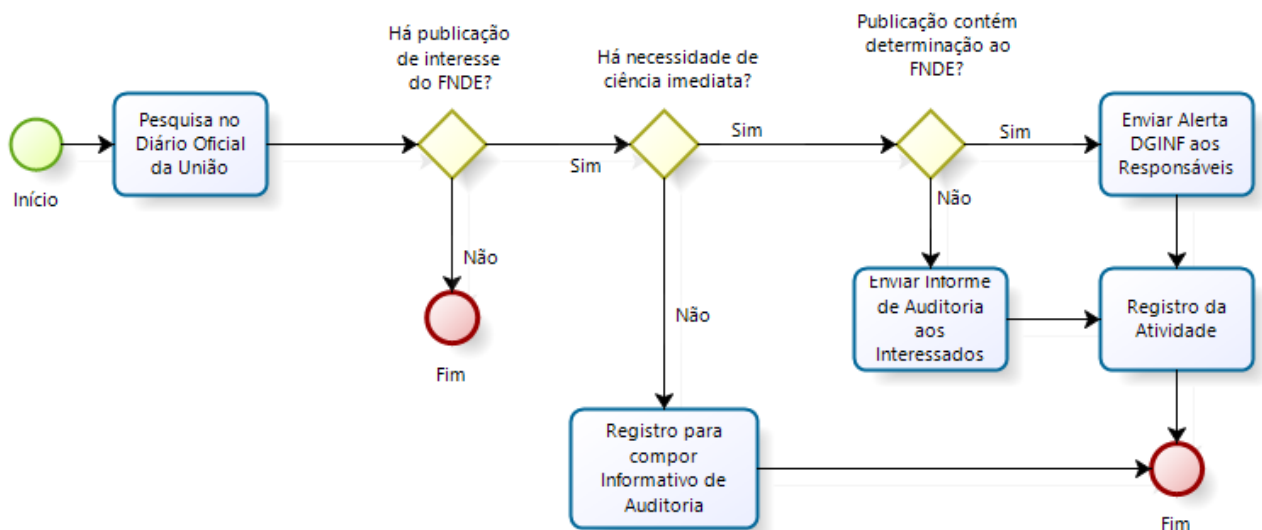 Há publicação
de interesse
do FNDE?
Há necessidade de
ciência imediata?
Publicação contém
determinação ao
FNDE?
Início
Pesquisa no
Diário Oficial
da União
Sim
Sim
Sim
Enviar Alerta
DGINF aos
Responsáveis
Não
Fim
Não
Não
Enviar Informe
de Auditoria
aos
Interessados
Registro da
Atividade
Registro para
compor
Informativo de
Auditoria
Fim